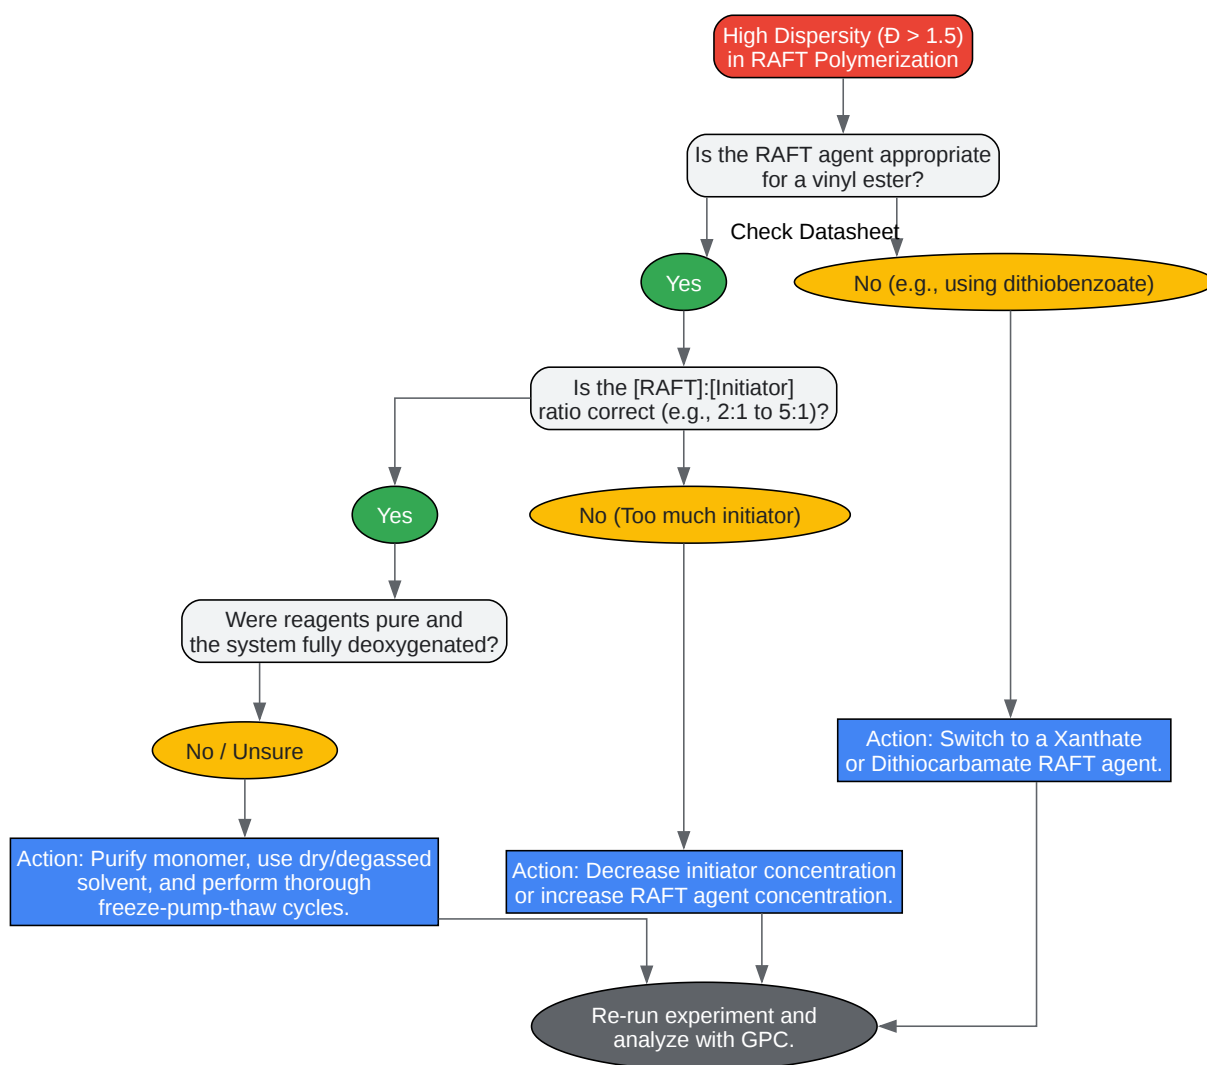 High Dispersity (Đ > 1.5)
in RAFT Polymerization
Is the RAFT agent appropriate
for a vinyl ester?
Check Datasheet
Yes
No (e.g., using dithiobenzoate)
Is the [RAFT]:[Initiator]
ratio correct (e.g., 2:1 to 5:1)?
Yes
No (Too much initiator)
Were reagents pure and
the system fully deoxygenated?
No / Unsure
Action: Switch to a Xanthate
or Dithiocarbamate RAFT agent.
Action: Purify monomer, use dry/degassed
solvent, and perform thorough
freeze-pump-thaw cycles.
Action: Decrease initiator concentration
or increase RAFT agent concentration.
Re-run experiment and
analyze with GPC.